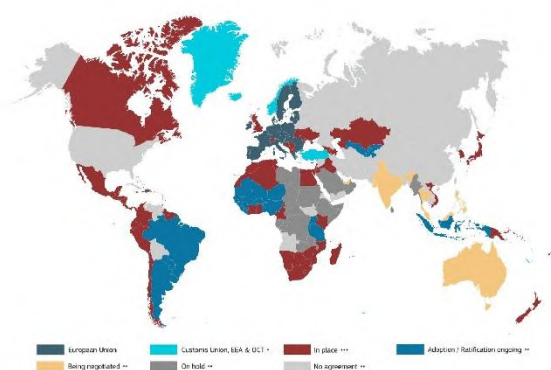 European Union
Customs Union, EEA & OCT *
In place ***
Adoption / Ratification ongoing **
Being negotiated **
On hold **
No agreement **